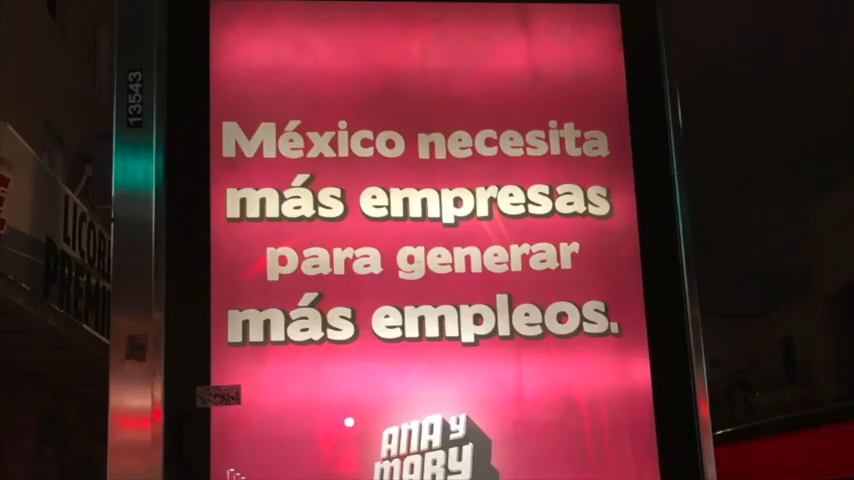 13543
México necesita
más empresas
para generar
más empleos.
ANA Y
MARY